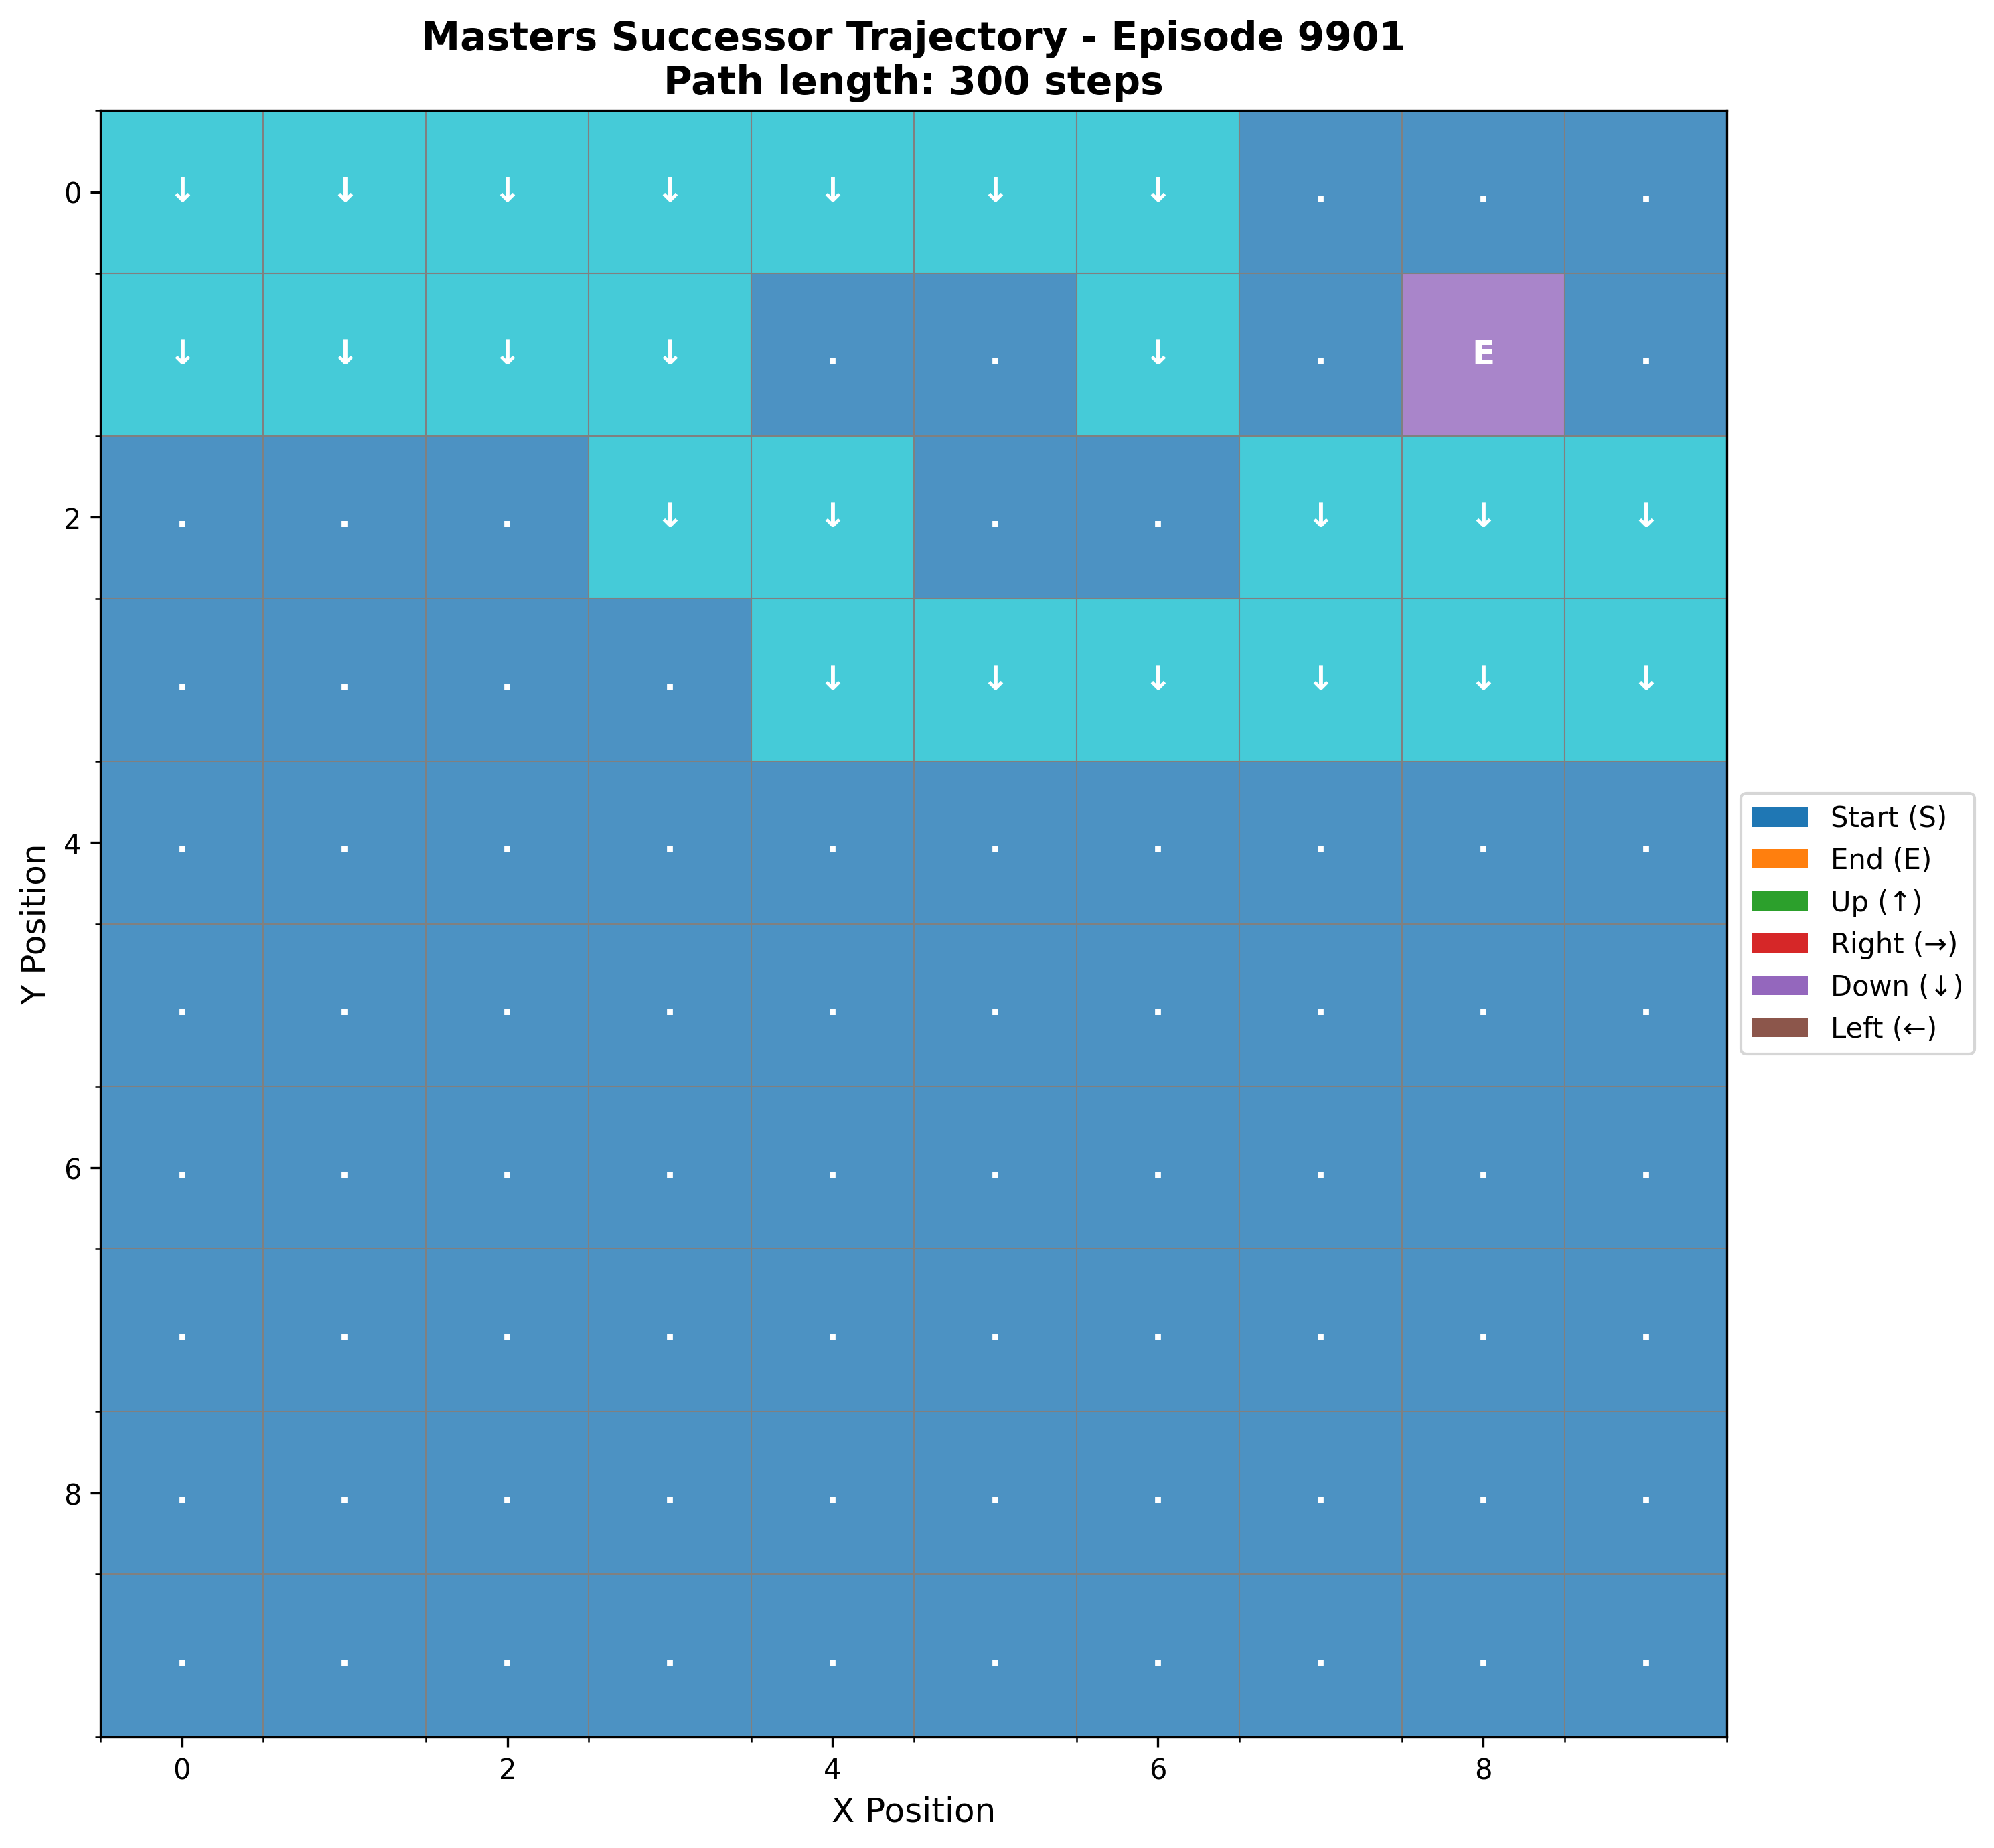 Masters Successor Trajectory - Episode 9901
Path length: 300 steps
0 ↓ ↓ ↓ ↓ ↓ ↓ ↓ . . .
↓ ↓ ↓ ↓ . . ↓ . E .
2 . . . ↓ ↓ . . ↓ ↓ ↓
. . . . ↓ ↓ ↓ ↓ ↓ ↓
4 . . . . . . . . . .
. . . . . . . . . .
6 . . . . . . . . . .
. . . . . . . . . .
8 . . . . . . . . . .
. . . . . . . . . .
0 2 4 6 8
X Position
Y Position
Start (S)
End (E)
Up (↑)
Right (→)
Down (↓)
Left (←)